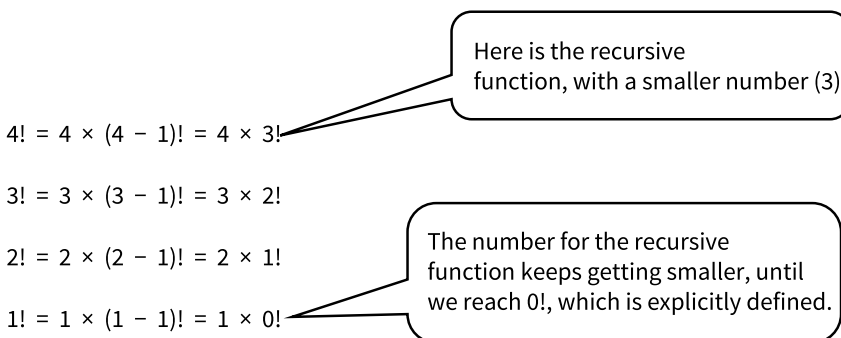 Here is the recursive
function, with a smaller number (3)
4! = 4 × (4 − 1)! = 4 × 3!
3! = 3 × (3 − 1)! = 3 × 2!
2! = 2 × (2 − 1)! = 2 × 1!
The number for the recursive
function keeps getting smaller, until
we reach 0!, which is explicitly defined.
1! = 1 × (1 − 1)! = 1 × 0!